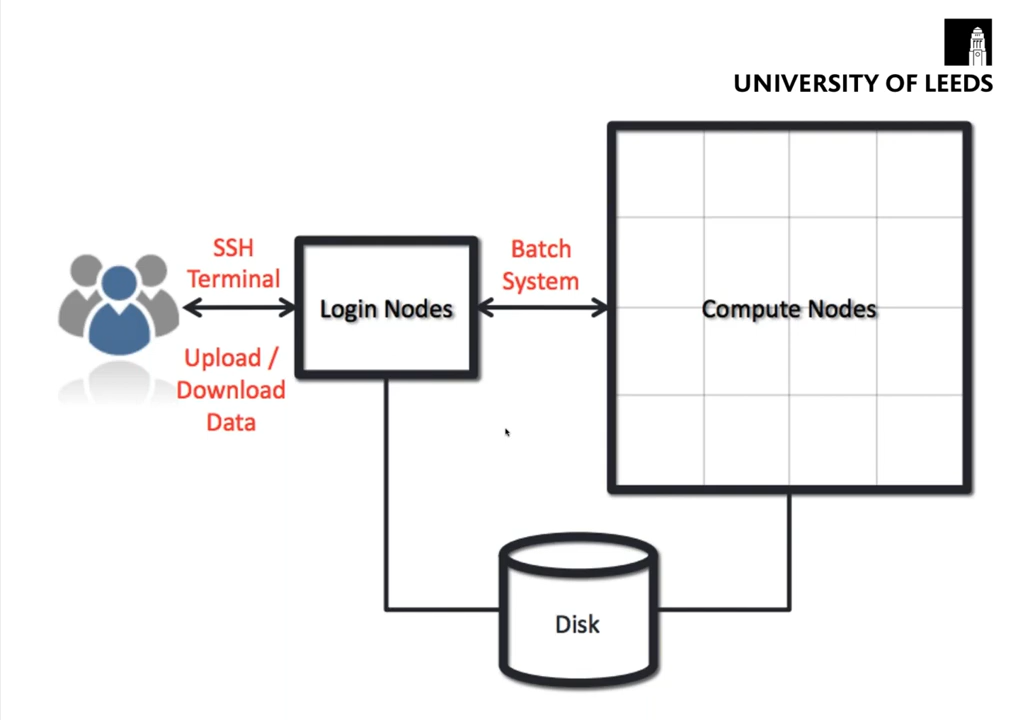 UNIVERSITY OF LEEDS
SSH
Terminal
Upload /
Download
Data
Login Nodes
Batch
System
Compute Nodes
Disk